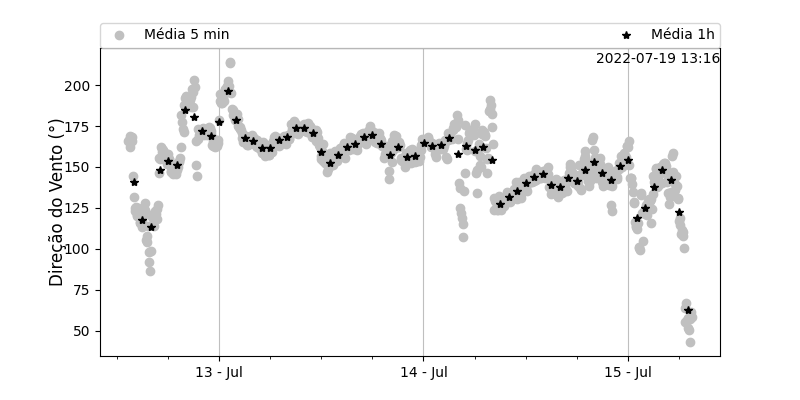 Média 5 min
Média 1h
2022-07-19 13:16
Direção do Vento (°)
200
175
150
125
100
75
50
13 - Jul
14 - Jul
15 - Jul